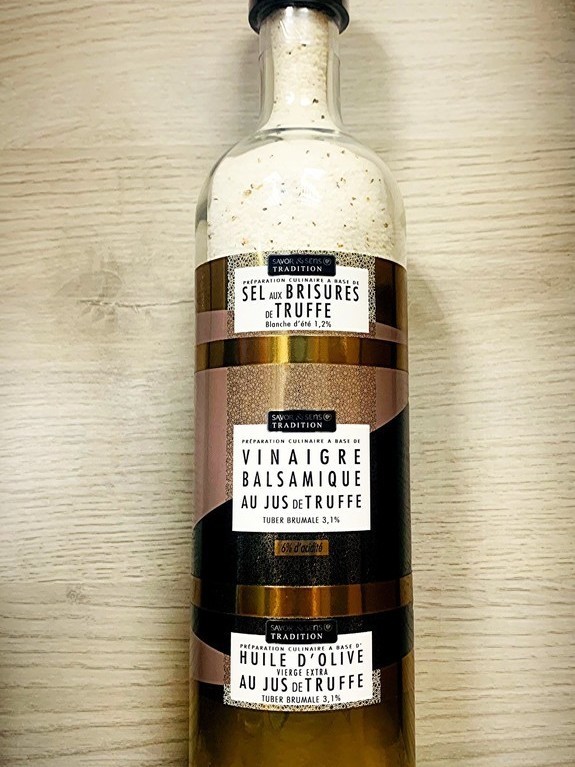 SAVOR & SENS
TRADITION
PRÉPARATION CULINAIRE A BASE DE
SEL AUX BRISURES
DE TRUFFE
Blanche d'été 1,2%
SAVOR & SENS
TRADITION
PRÉPARATION CULINAIRE A BASE DE
VINAIGRE
BALSAMIQUE
AU JUS DE TRUFFE
TUBER BRUMALE 3,1%
6% d'acidité
SAVOR & SENS
TRADITION
PRÉPARATION CULINAIRE A BASE D'
HUILE D'OLIVE
VIERGE EXTRA
AU JUS DE TRUFFE
TUBER BRUMALE 3,1%